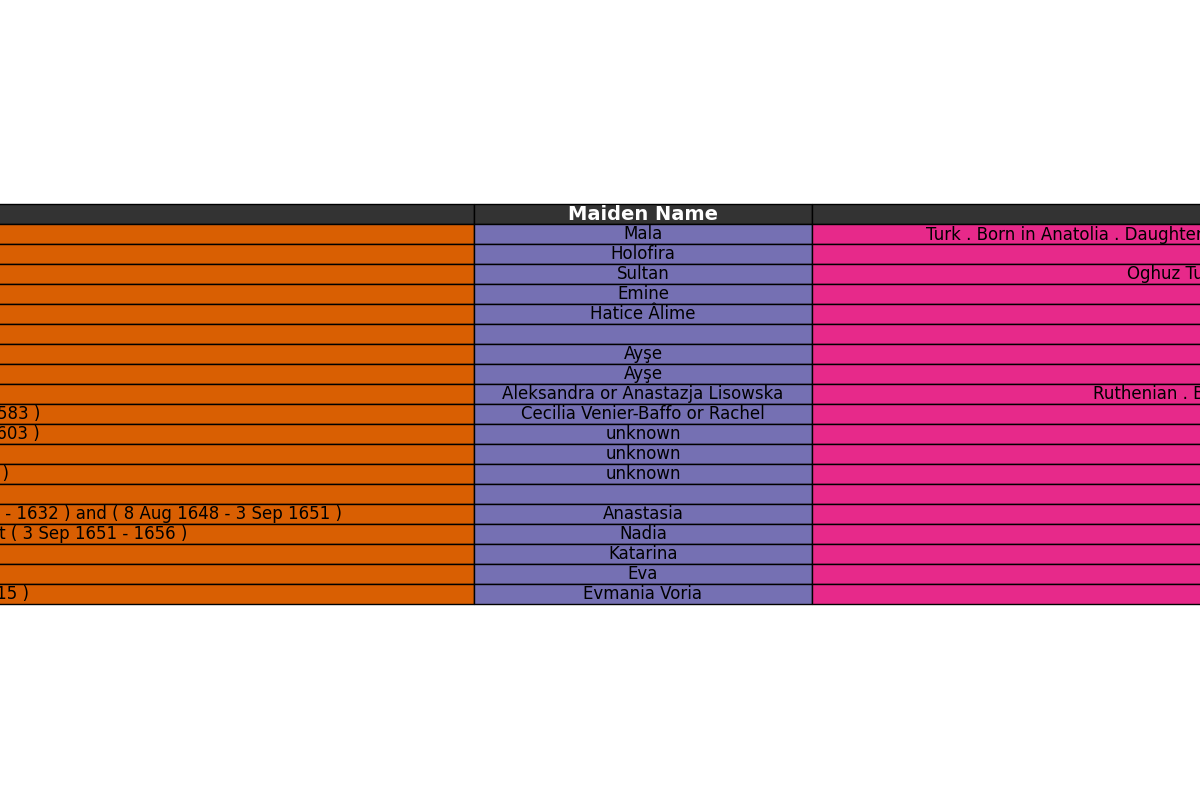 Maiden Name
Mala Turk . Born in Anatolia . Daughter
Holofira
Sultan Oghuz
Emine
Hatice Âlime
Ayşe
Ayşe
Aleksandra or Anastazja Lisowska Ruthenian .
583 ) Cecilia Venier-Baffo or Rachel
603 ) unknown
unknown
) unknown
- 1632 ) and ( 8 Aug 1648 - 3 Sep 1651 ) Anastasia
t ( 3 Sep 1651 - 1656 ) Nadia
Katarina
Eva
15 ) Evmania Voria